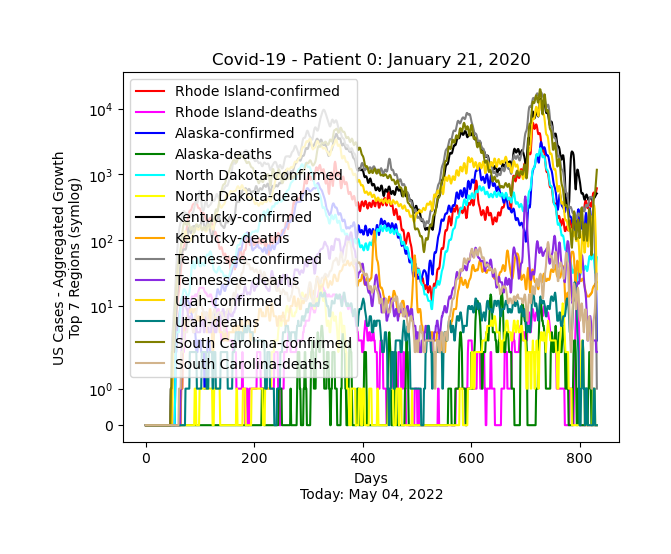 Covid-19 - Patient 0: January 21, 2020
US Cases - Aggregated Growth
Top 7 Regions (symlog)
10^4
10^3
10^2
10^1
10^0
0
Rhode Island-confirmed
Rhode Island-deaths
Alaska-confirmed
Alaska-deaths
North Dakota-confirmed
North Dakota-deaths
Kentucky-confirmed
Kentucky-deaths
Tennessee-confirmed
Tennessee-deaths
Utah-confirmed
Utah-deaths
South Carolina-confirmed
South Carolina-deaths
0 200 400 600 800
Days
Today: May 04, 2022